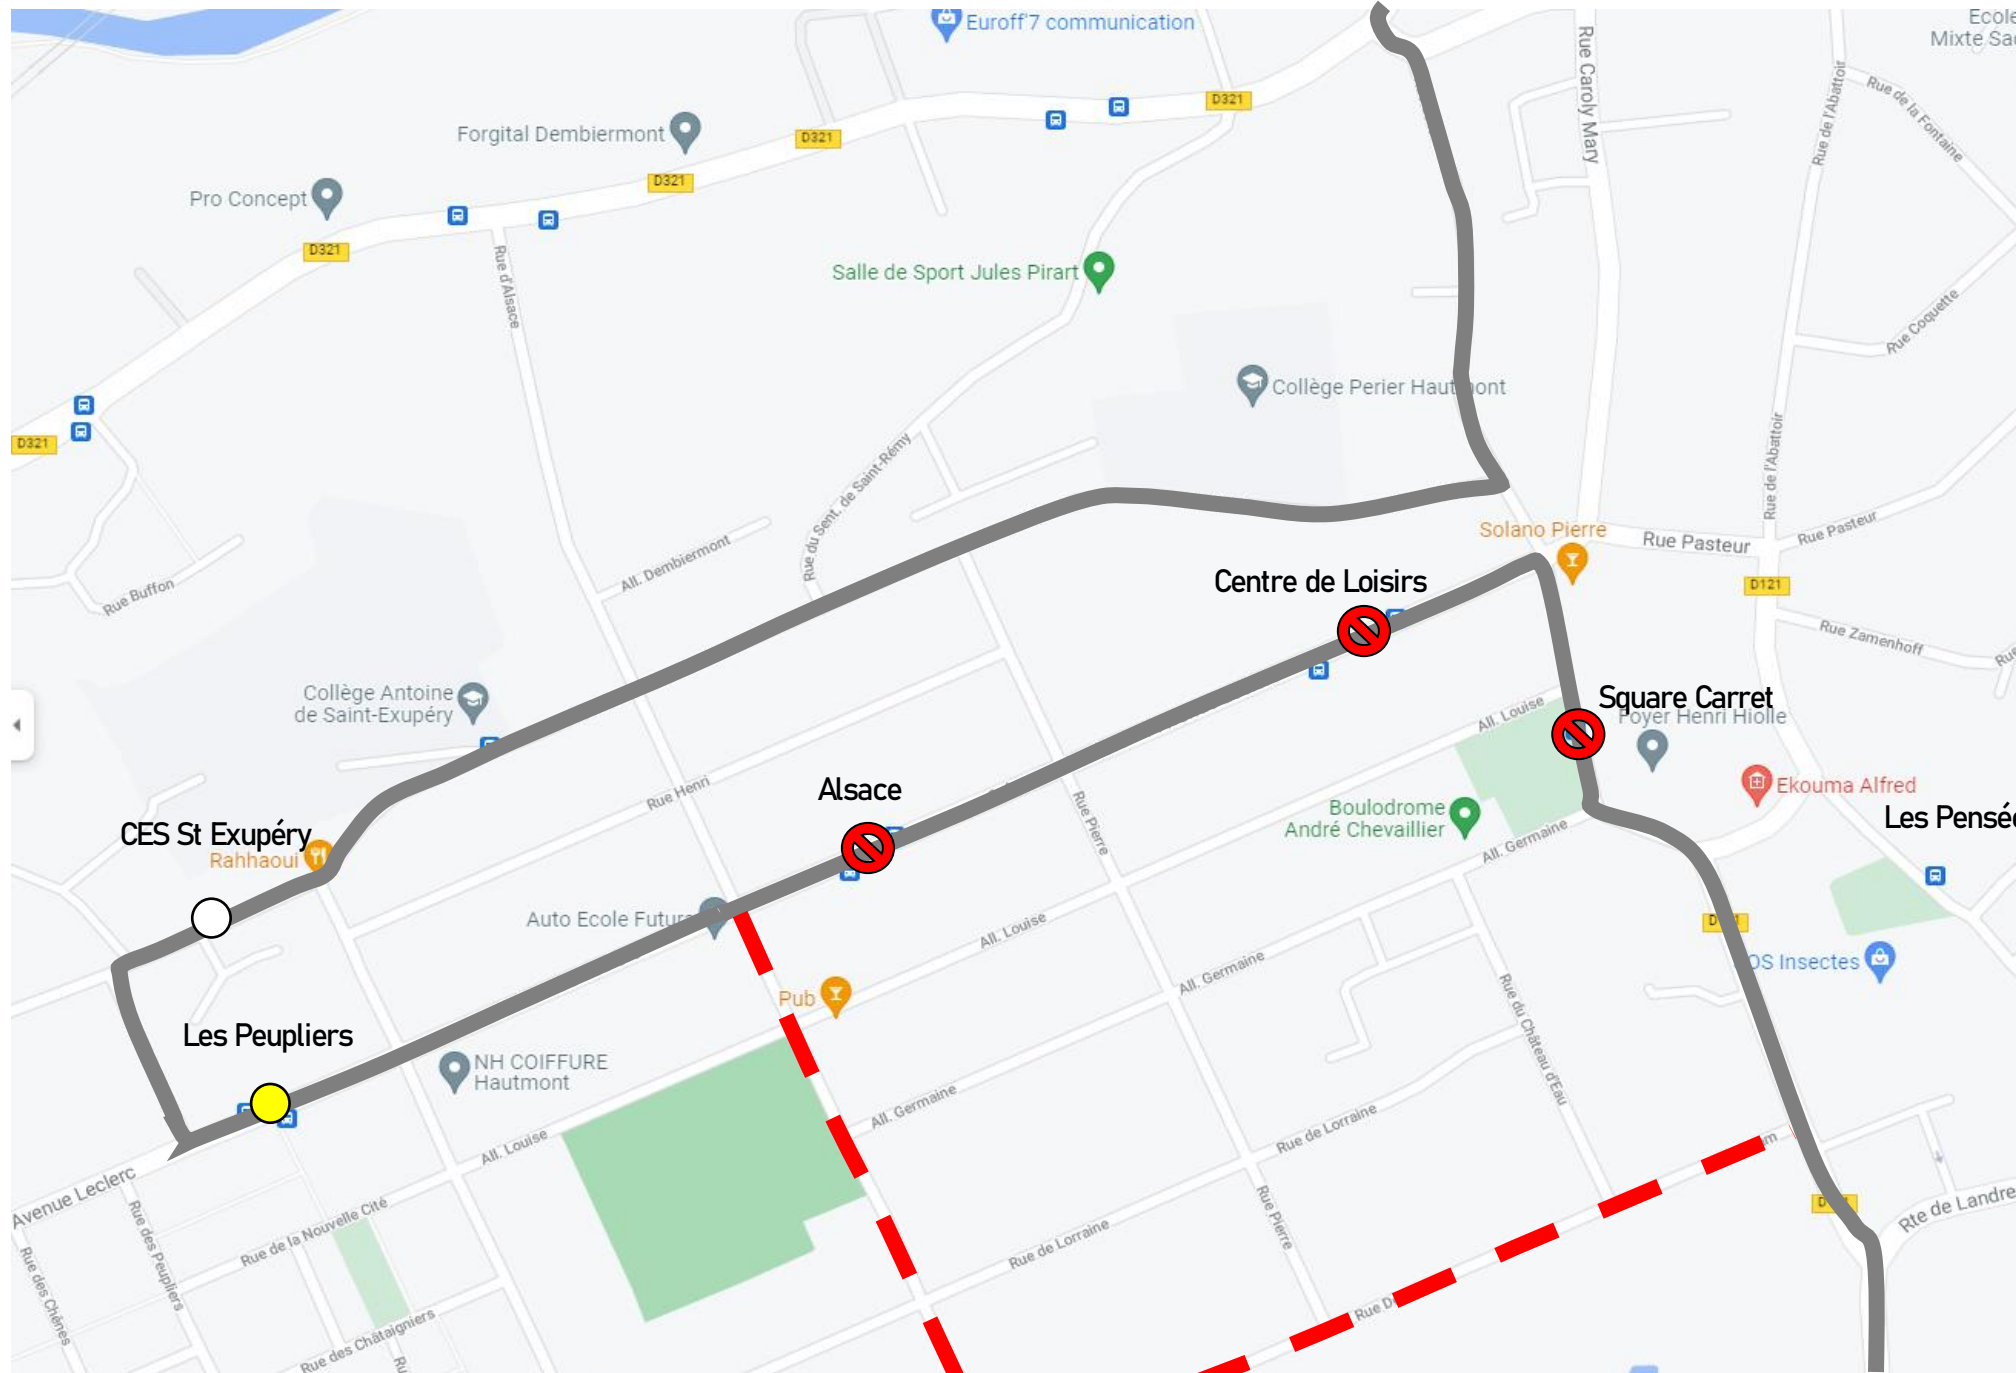 Euroff'7 communication
Ecole
Mixte Sa
Forgital Dembiermont
D321
D321
D321
Pro Concept
D321
D321
Rue Caroly Mary
Rue de l'Abattoir
Rue de la Fontaine
Rue d'Alsace
Salle de Sport Jules Pirart
Rue Coquette
Collège Perier Hautmont
Rue de l'Abattoir
Rue du Sent. de Saint-Rémy
Solano Pierre
Rue Pasteur
Rue Pasteur
All. Dembiermont
Rue Buffon
Centre de Loisirs
D121
Rue Zamenhoff
Rue
Collège Antoine
de Saint-Exupéry
Square Carret
Foyer Henri Hiolle
All. Louise
Rue Henri
Alsace
Rue Pierre
Boulodrome
André Chevaillier
Ekouma Alfred
Les Pensé
CES St Exupéry
Rahhaoui
All. Germaine
Auto Ecole Futur
All. Louise
All. Germaine
OS Insectes
Pub
Rue du Château d'Eau
Les Peupliers
NH COIFFURE
Hautmont
All. Germaine
Rue de Lorraine
All. Louise
Avenue Leclerc
Rue des Peupliers
Rue de la Nouvelle Cité
Rue Pierre
Rte de Landre
Rue de Lorraine
Rue des Chênes
Rue des Châtaigniers
Ru
Rue D